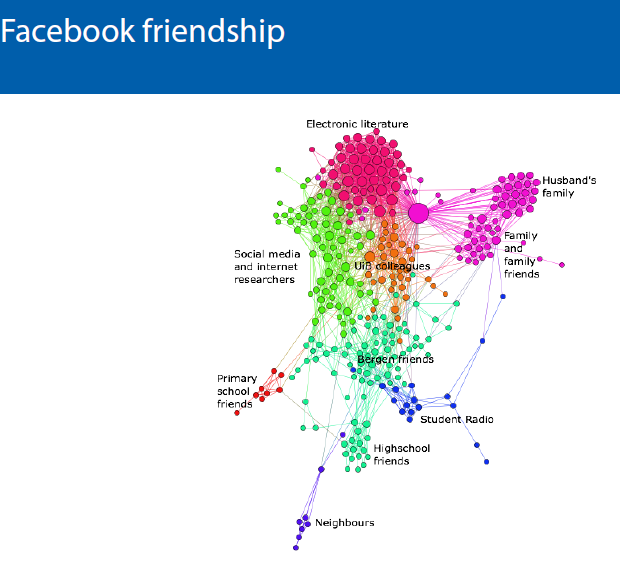 Facebook friendship
Electronic literature
Husband's
family
Family
and
family
friends
Social media
and internet
researchers
UiB colleagues
Bergen friends
Primary
school
friends
Student Radio
Highschool
friends
Neighbours